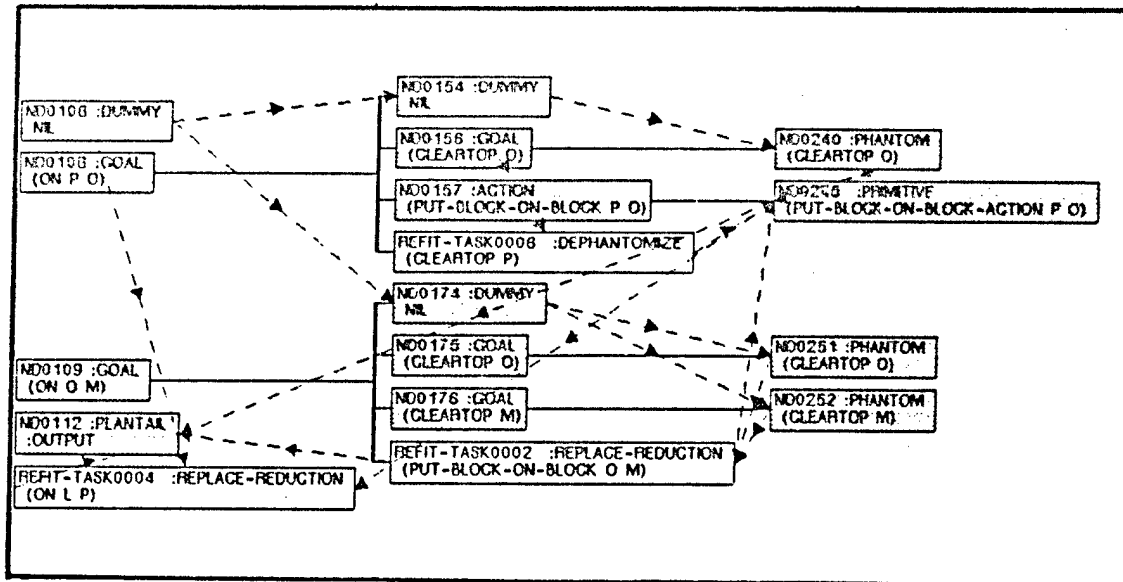 ND0154 :DUMMY
NIL
ND0106 :DUMMY
NIL
ND0156 :GOAL
(CLEARTOP O)
ND0240 :PHANTOM
(CLEARTOP O)
ND0108 :GOAL
(ON P O)
ND0157 :ACTION
(PUT-BLOCK-ON-BLOCK P O)
:PRIMITIVE
(PUT-BLOCK-ON-BLOCK-ACTION P O)
REFIT-TASK0006 :DEPHANTOMIZE
(CLEARTOP P)
ND0174 :DUMMY
NIL
ND0175 :GOAL
(CLEARTOP O)
ND0251 :PHANTOM
(CLEARTOP O)
ND0109 :GOAL
(ON O M)
ND0176 :GOAL
(CLEARTOP M)
ND0252 :PHANTOM
(CLEARTOP M)
ND0112 :PLANTAIL
:OUTPUT
REFIT-TASK0002 :REPLACE-REDUCTION
(PUT-BLOCK-ON-BLOCK O M)
REFIT-TASK0004 :REPLACE-REDUCTION
(ON L P)